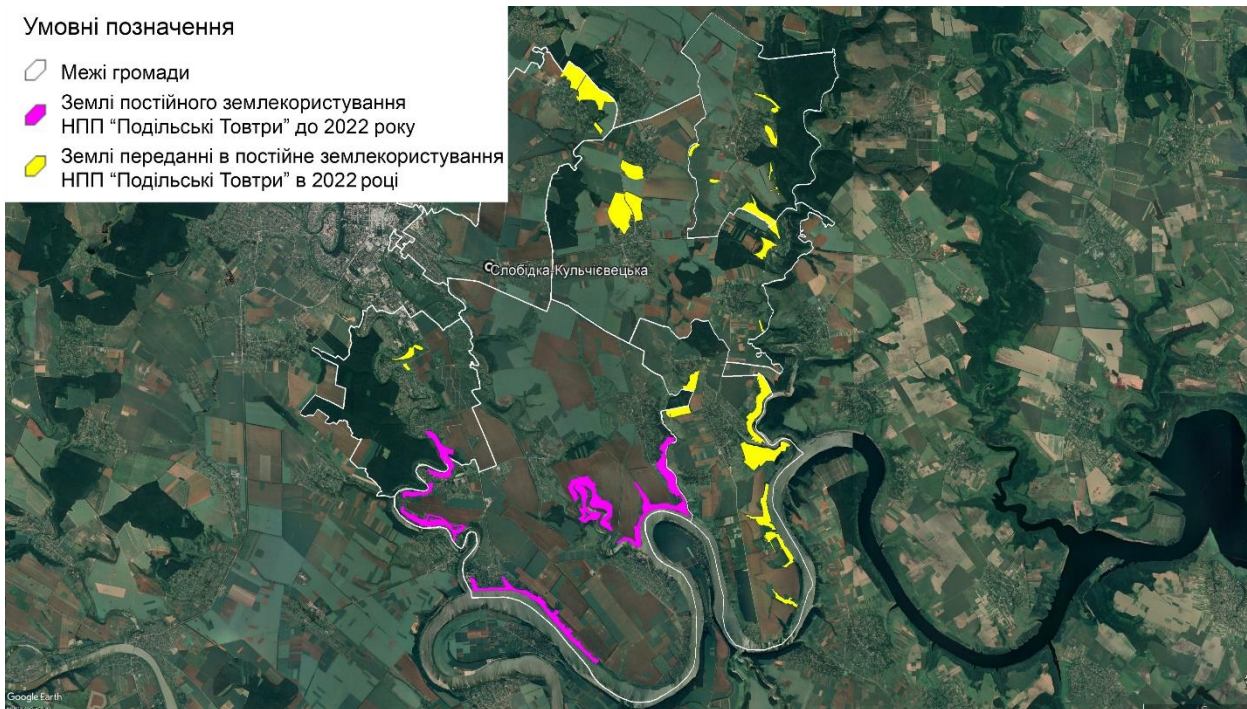 Умовні позначення
Межі громади
Землі постійного землекористування
НПП “Подільські Товтри” до 2022 року
Землі переданні в постійне землекористування
НПП “Подільські Товтри” в 2022 році
Слобідка-Кульчієвецька
Google Earth